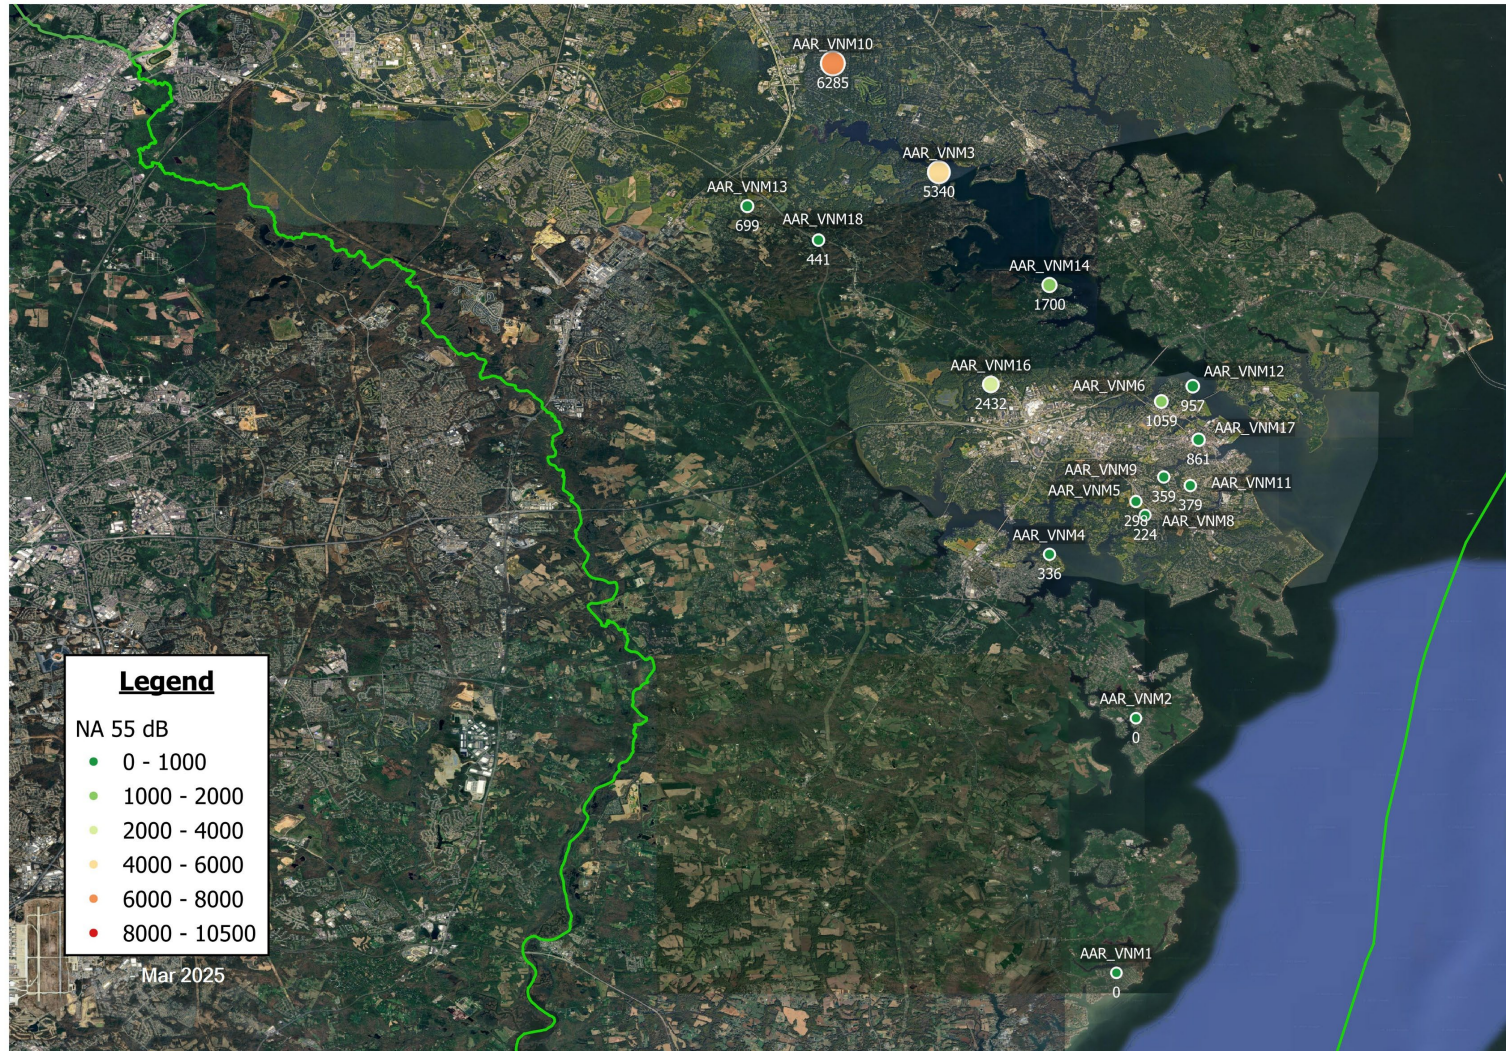 AAR_VNM10
6285
AAR_VNM3
5340
AAR_VNM13
699
AAR_VNM18
441
AAR_VNM14
1700
AAR_VNM16
2432
AAR_VNM6
1059
AAR_VNM12
957
AAR_VNM17
861
AAR_VNM9
359
AAR_VNM11
379
AAR_VNM5
298
AAR_VNM8
224
AAR_VNM4
336
AAR_VNM2
0
AAR_VNM1
0
Legend
NA 55 dB
0 - 1000
1000 - 2000
2000 - 4000
4000 - 6000
6000 - 8000
8000 - 10500
Mar 2025